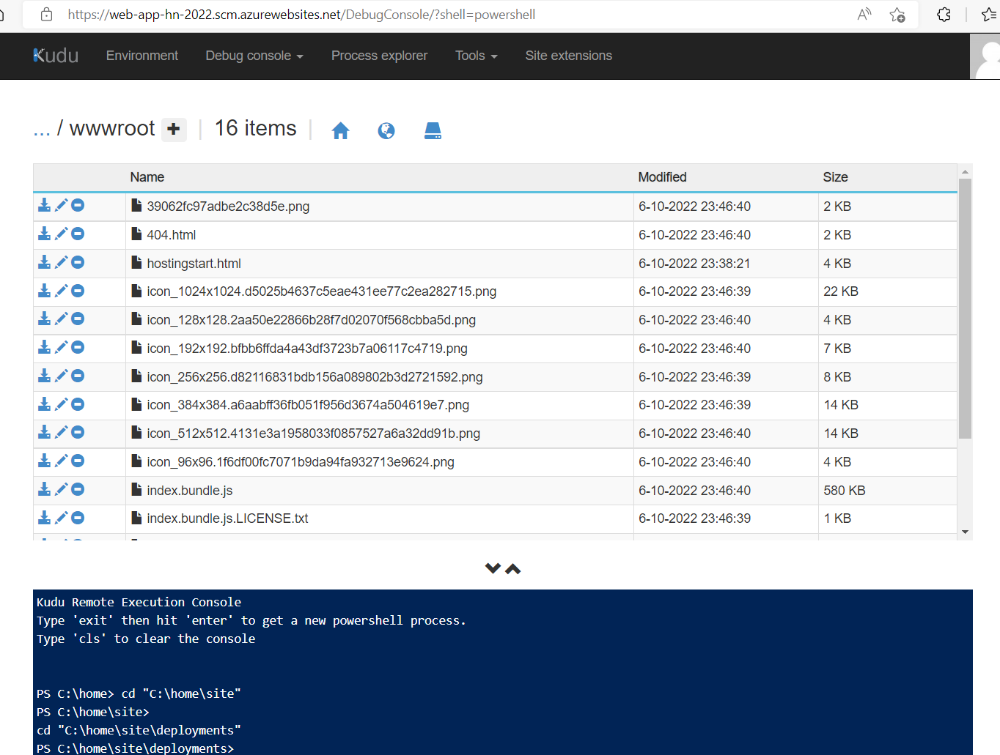 https://web-app-hn-2022.scm.azurewebsites.net/DebugConsole/?shell=powershell
Kudu Environment Debug console Process explorer Tools Site extensions
... / wwwroot | 16 items |
Name Modified Size
39062fc97adbe2c38d5e.png 6-10-2022 23:46:40 2 KB
404.html 6-10-2022 23:46:40 2 KB
hostingstart.html 6-10-2022 23:38:21 4 KB
icon_1024x1024.d5025b4637c5eae431ee77c2ea282715.png 6-10-2022 23:46:39 22 KB
icon_128x128.2aa50e22866b28f7d02070f568cbba5d.png 6-10-2022 23:46:40 4 KB
icon_192x192.bfbb6ffda4a43df3723b7a06117c4719.png 6-10-2022 23:46:40 7 KB
icon_256x256.d82116831bdb156a089802b3d2721592.png 6-10-2022 23:46:39 8 KB
icon_384x384.a6aabff36fb051f956d3674a504619e7.png 6-10-2022 23:46:39 14 KB
icon_512x512.4131e3a1958033f0857527a6a32dd91b.png 6-10-2022 23:46:40 14 KB
icon_96x96.1f6df00fc7071b9da94fa932713e9624.png 6-10-2022 23:46:40 4 KB
index.bundle.js 6-10-2022 23:46:40 580 KB
index.bundle.js.LICENSE.txt 6-10-2022 23:46:39 1 KB
Kudu Remote Execution Console
Type 'exit' then hit 'enter' to get a new powershell process.
Type 'cls' to clear the console
PS C:\home> cd "C:\home\site"
PS C:\home\site>
cd "C:\home\site\deployments"
PS C:\home\site\deployments>